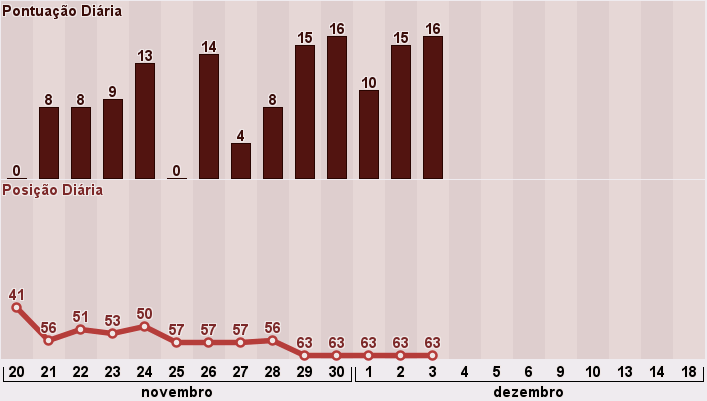 Pontuação Diária
0 8 8 9 13 0 14 4 8 15 16 10 15 16
Posição Diária
41 56 51 53 50 57 57 57 56 63 63 63 63 63
20 21 22 23 24 25 26 27 28 29 30 1 2 3 4 5 6 9 10 13 14 18
novembro dezembro